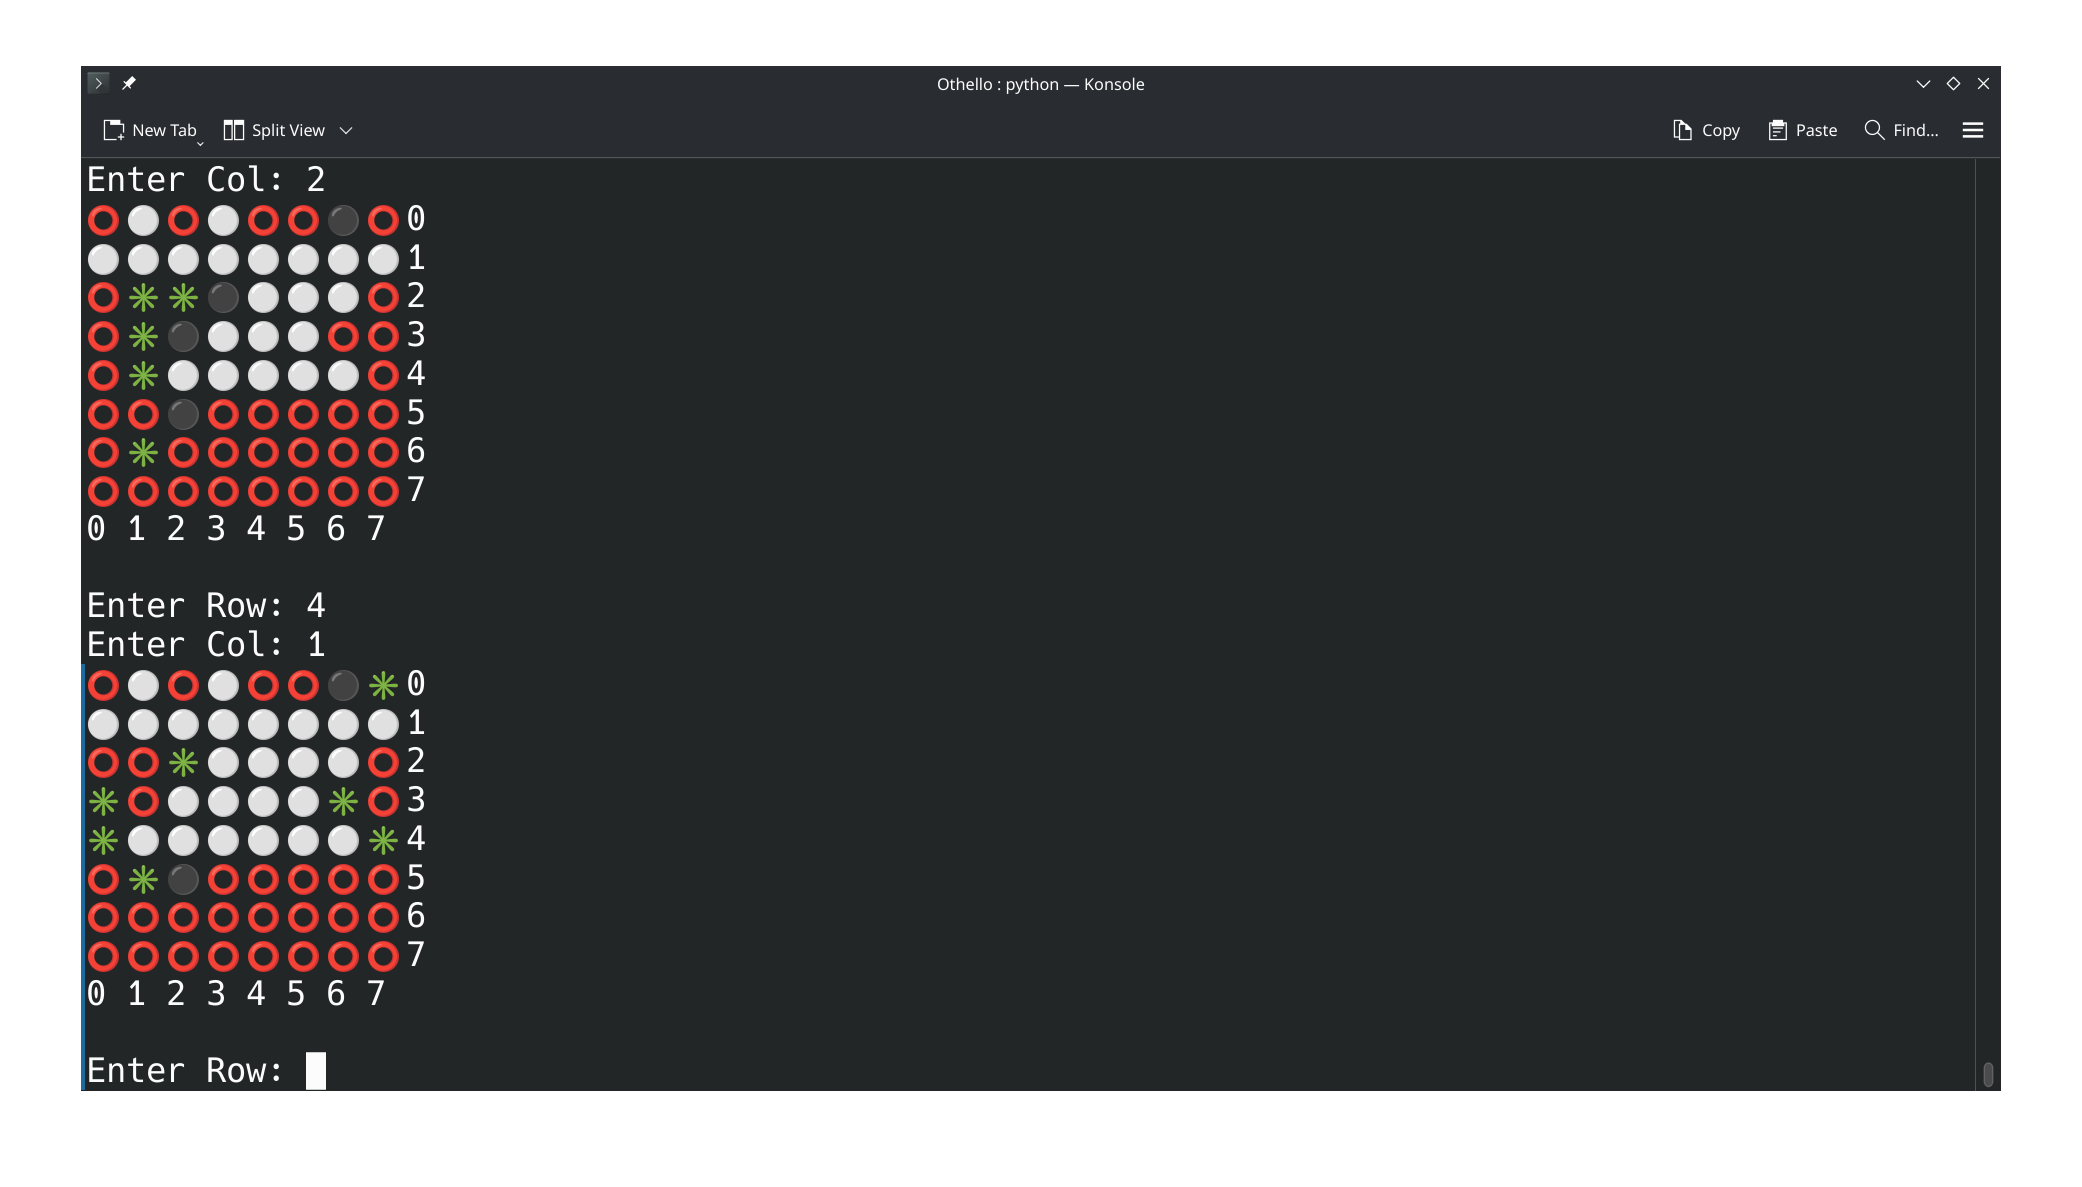 Othello : python — Konsole
New Tab Split View Copy Paste Find...
Enter Col: 2
0
1
2
3
4
5
6
7
0 1 2 3 4 5 6 7
Enter Row: 4
Enter Col: 1
0
1
2
3
4
5
6
7
0 1 2 3 4 5 6 7
Enter Row: